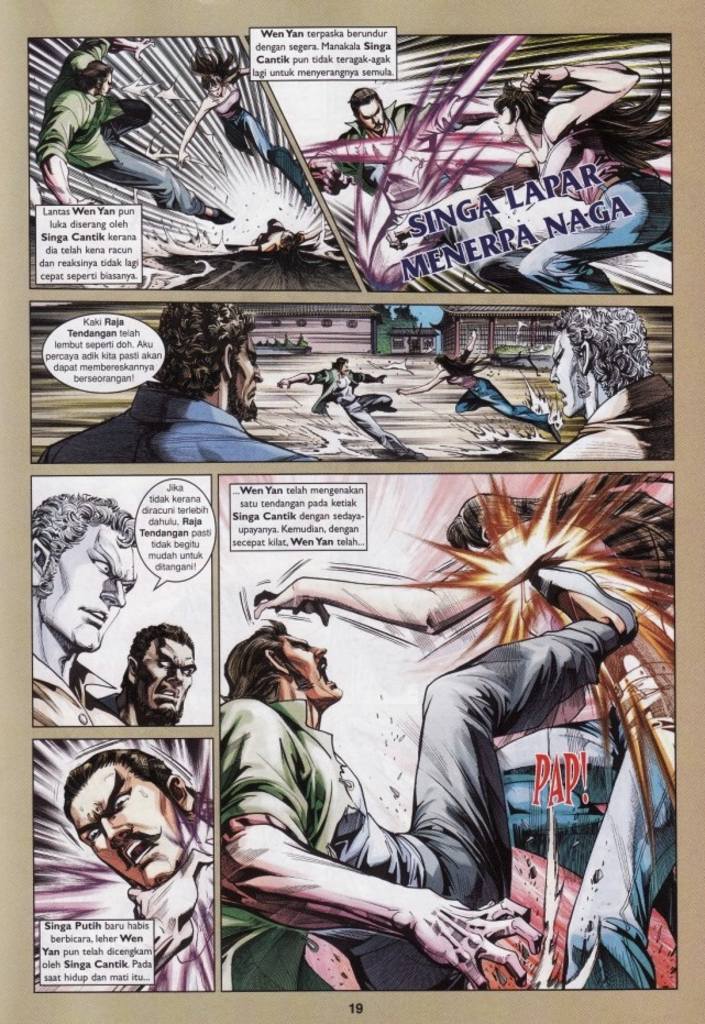 Wen Yan terpaska berundur
dengan segera. Manakala Singa
Cantik pun tidak teragak-agak
lagi untuk menyerangnya semula.
Lantas Wen Yan pun
luka diserang oleh
Singa Cantik kerana
dia telah kena racun
dan reaksinya tidak lagi
cepat seperti biasanya.
SINGA LAPAR
MENERPA NAGA
Kaki Raja
Tendangan telah
lembut seperti doh. Aku
percaya adik kita pasti akan
dapat membereskannya
berseorangan!
Jika
tidak kerana
diracuni terlebih
dahulu, Raja
Tendangan pasti
tidak begitu
mudah untuk
ditangani!
...Wen Yan telah mengenakan
satu tendangan pada ketiak
Singa Cantik dengan sedaya-
upayanya. Kemudian, dengan
secepat kilat, Wen Yan telah...
PAP!
Singa Putih baru habis
berbicara, leher Wen
Yan pun telah dicengkam
oleh Singa Cantik. Pada
saat hidup dan mati itu...
19